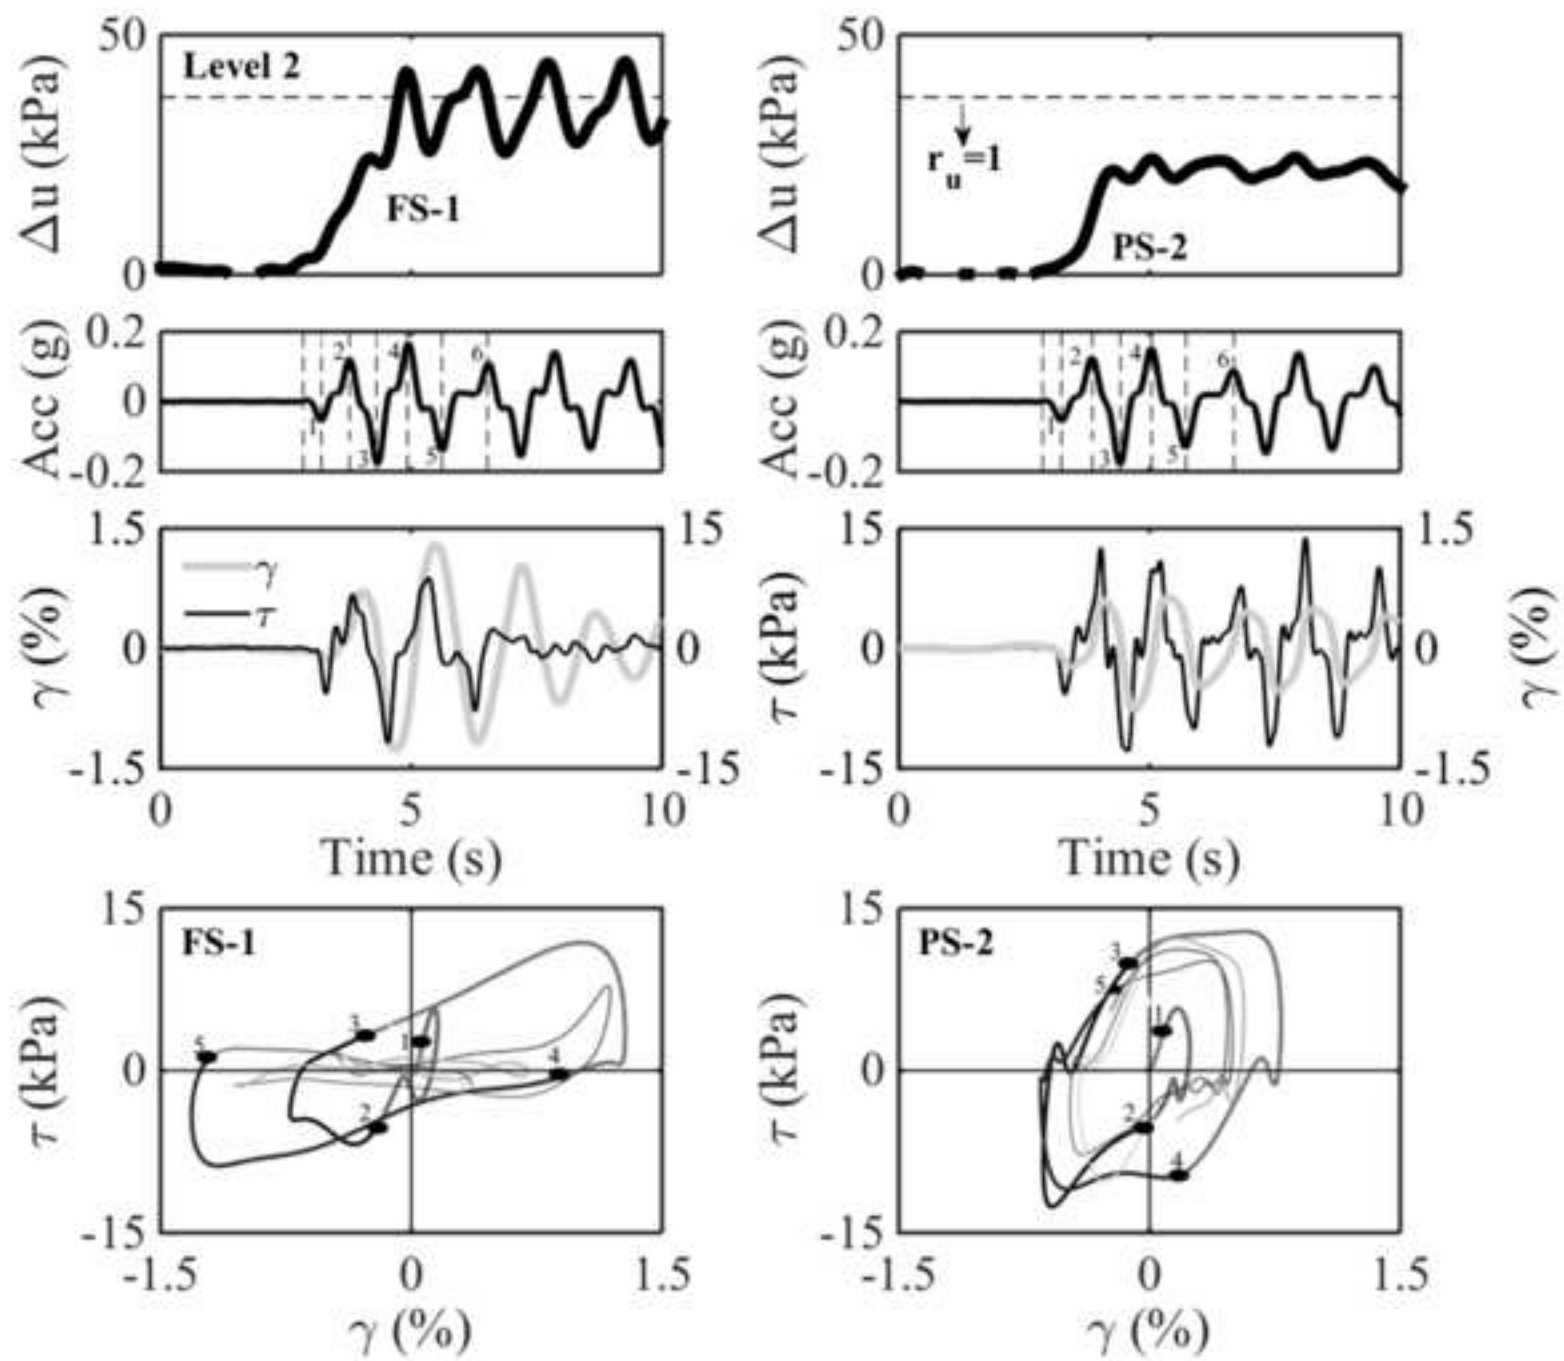 50
Level 2
Δu (kPa)
FS-1
0
50
r_u=1
Δu (kPa)
PS-2
0
0.2
Acc (g)
0
-0.2
1
2
3
4
5
6
0.2
Acc (g)
0
-0.2
1
2
3
4
5
6
1.5
γ (%)
0
-1.5
γ
τ
15
0
-15
0
5
10
Time (s)
15
τ (kPa)
0
-15
1.5
γ (%)
0
-1.5
0
5
10
Time (s)
15
FS-1
τ (kPa)
0
-15
1
2
3
4
5
-1.5
0
1.5
γ (%)
15
PS-2
τ (kPa)
0
-15
1
2
3
4
5
-1.5
0
1.5
γ (%)